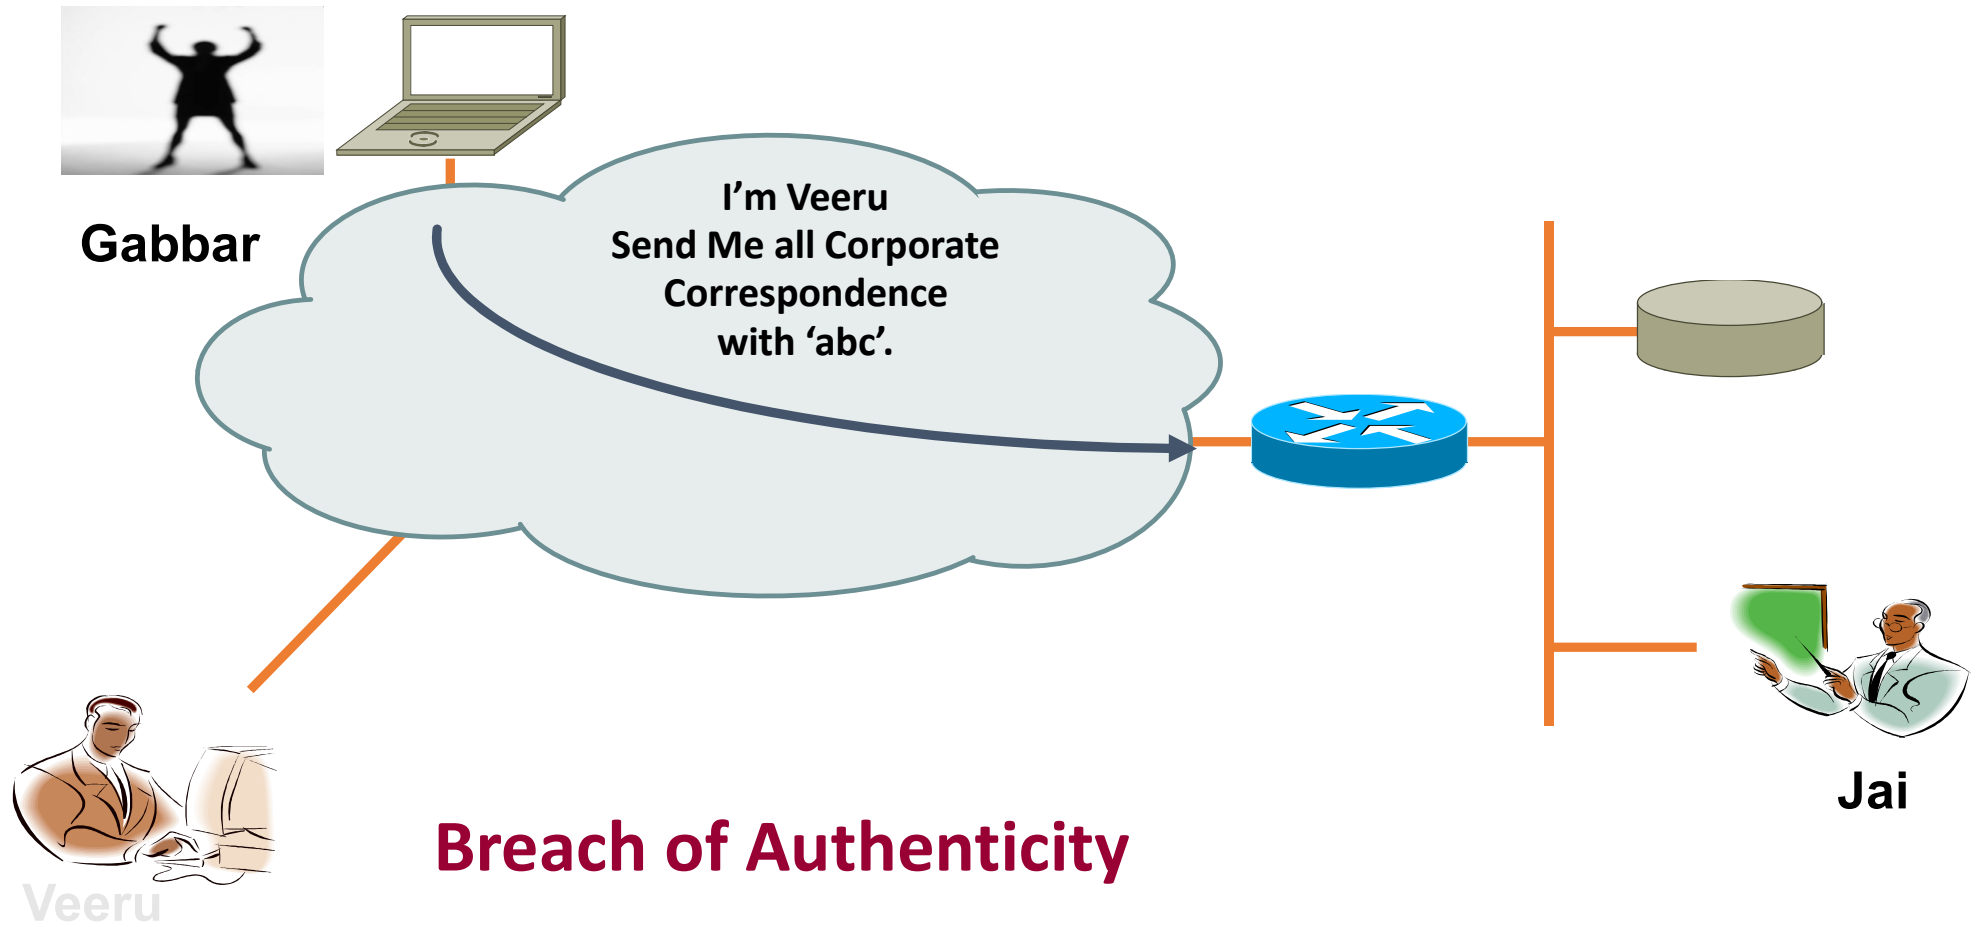 Gabbar
I’m Veeru
Send Me all Corporate
Correspondence
with ‘abc’.
Jai
Breach of Authenticity
Veeru